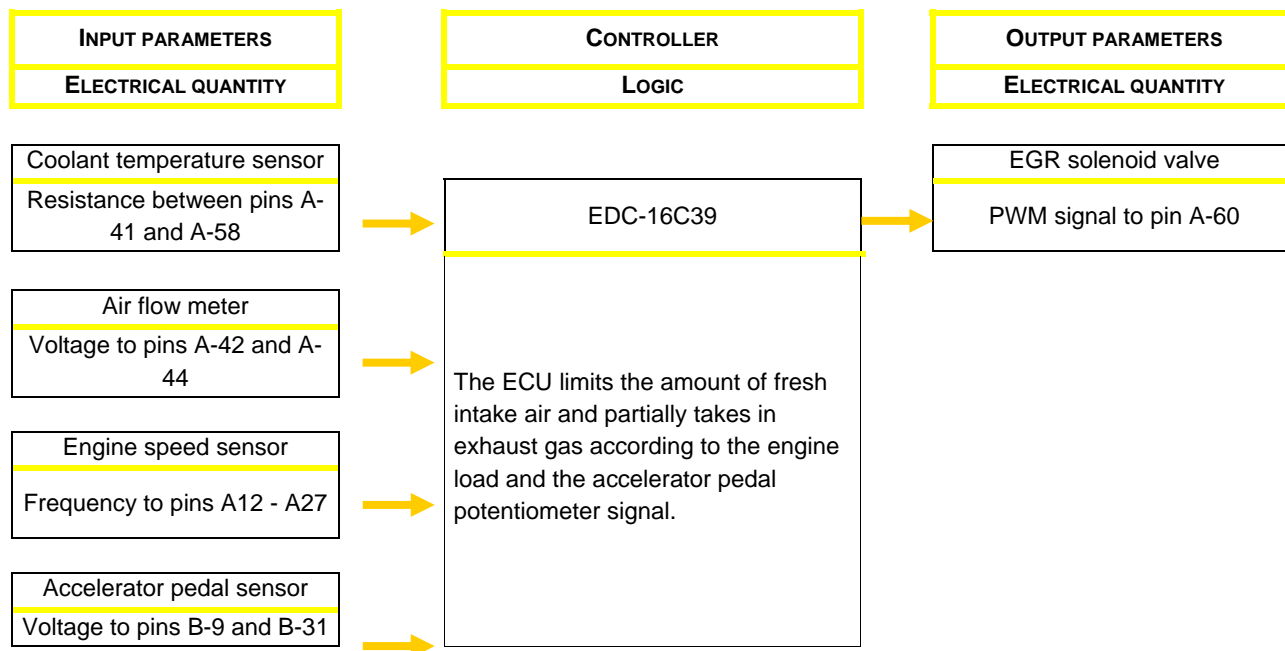 INPUT PARAMETERS
ELECTRICAL QUANTITY
CONTROLLER
LOGIC
OUTPUT PARAMETERS
ELECTRICAL QUANTITY
Coolant temperature sensor
Resistance between pins A-
41 and A-58
Air flow meter
Voltage to pins A-42 and A-
44
Engine speed sensor
Frequency to pins A12 - A27
Accelerator pedal sensor
Voltage to pins B-9 and B-31
EDC-16C39
The ECU limits the amount of fresh
intake air and partially takes in
exhaust gas according to the engine
load and the accelerator pedal
potentiometer signal.
EGR solenoid valve
PWM signal to pin A-60